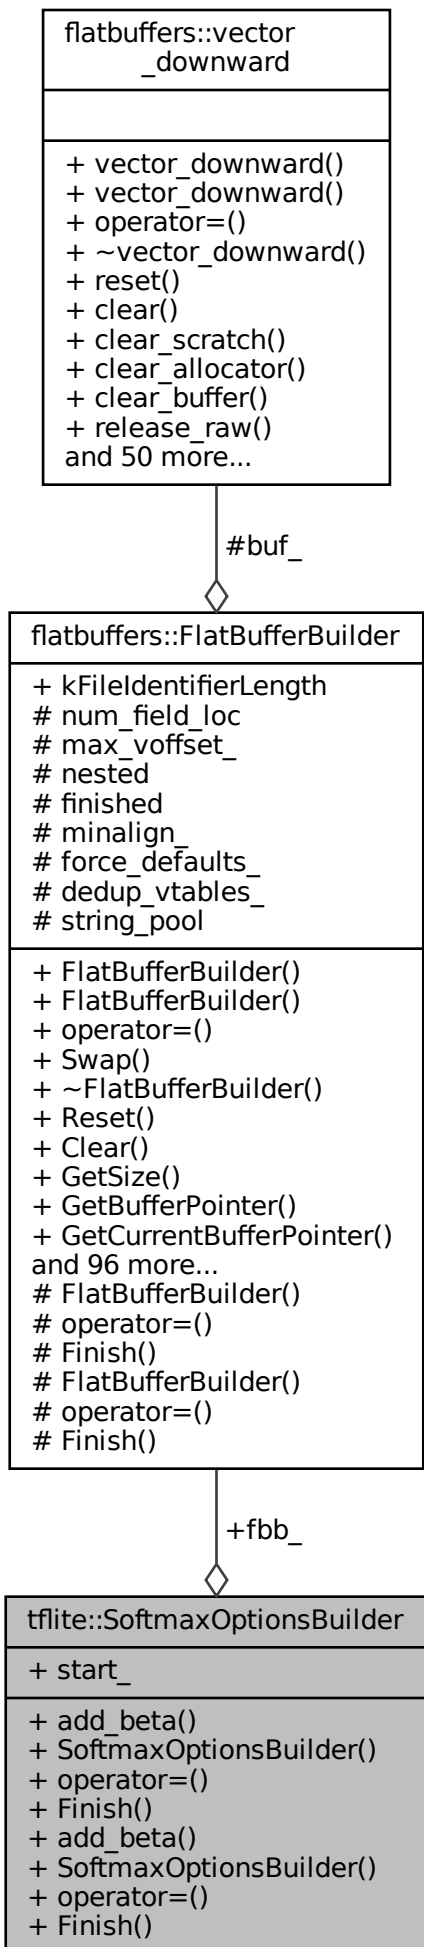 flatbuffers::vector
_downward
+ vector_downward()
+ vector_downward()
+ operator=()
+ ~vector_downward()
+ reset()
+ clear()
+ clear_scratch()
+ clear_allocator()
+ clear_buffer()
+ release_raw()
and 50 more...
#buf_
flatbuffers::FlatBufferBuilder
+ kFileIdentifierLength
# num_field_loc
# max_voffset_
# nested
# finished
# minalign_
# force_defaults_
# dedup_vtables_
# string_pool
+ FlatBufferBuilder()
+ FlatBufferBuilder()
+ operator=()
+ Swap()
+ ~FlatBufferBuilder()
+ Reset()
+ Clear()
+ GetSize()
+ GetBufferPointer()
+ GetCurrentBufferPointer()
and 96 more...
# FlatBufferBuilder()
# operator=()
# Finish()
# FlatBufferBuilder()
# operator=()
# Finish()
+fbb_
tflite::SoftmaxOptionsBuilder
+ start_
+ add_beta()
+ SoftmaxOptionsBuilder()
+ operator=()
+ Finish()
+ add_beta()
+ SoftmaxOptionsBuilder()
+ operator=()
+ Finish()